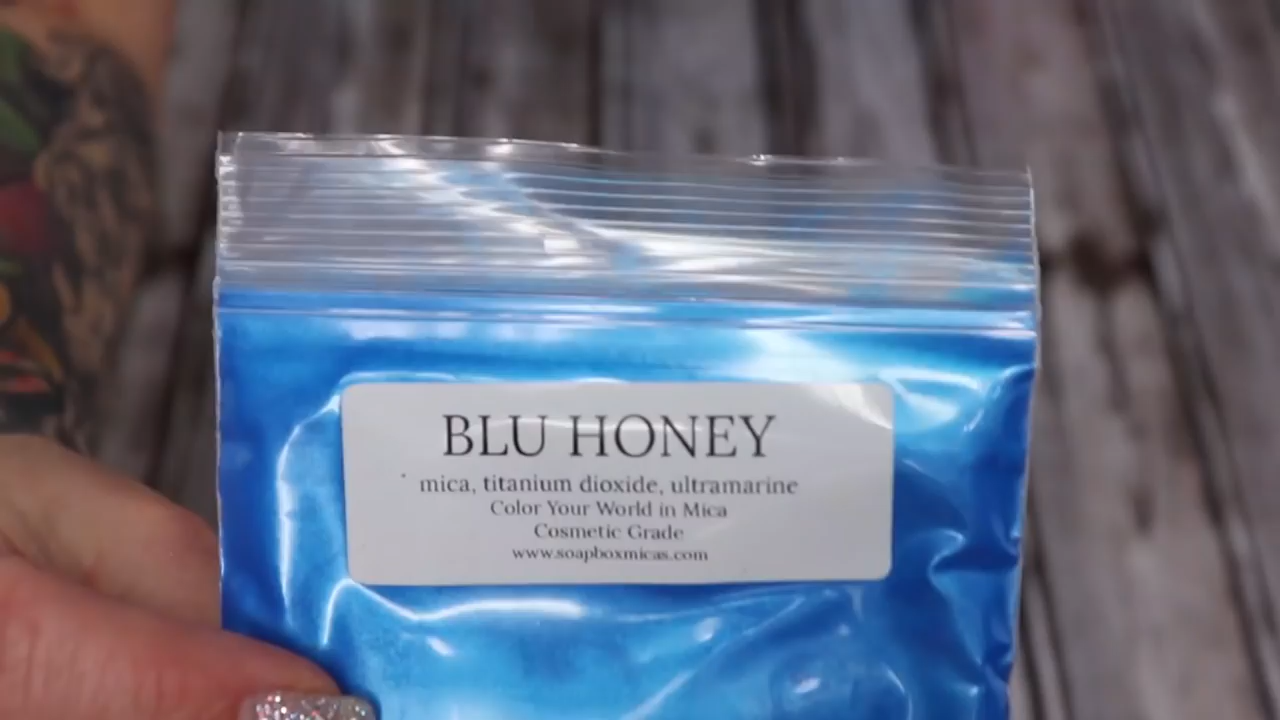 BLU HONEY
mica, titanium dioxide, ultramarine
Color Your World in Mica
Cosmetic Grade
www.soapboxmicas.com